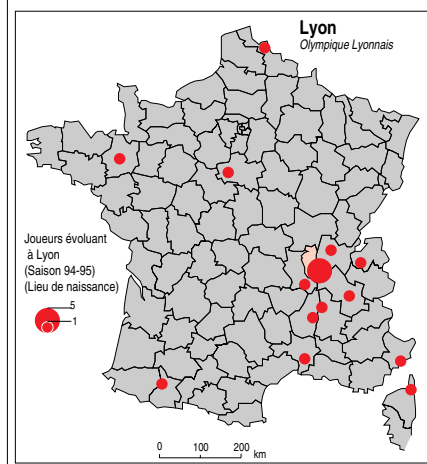 Lyon
Olympique Lyonnais
Joueurs évoluant
à Lyon
(Saison 94-95)
(Lieu de naissance)
5
1
0 100 200
km